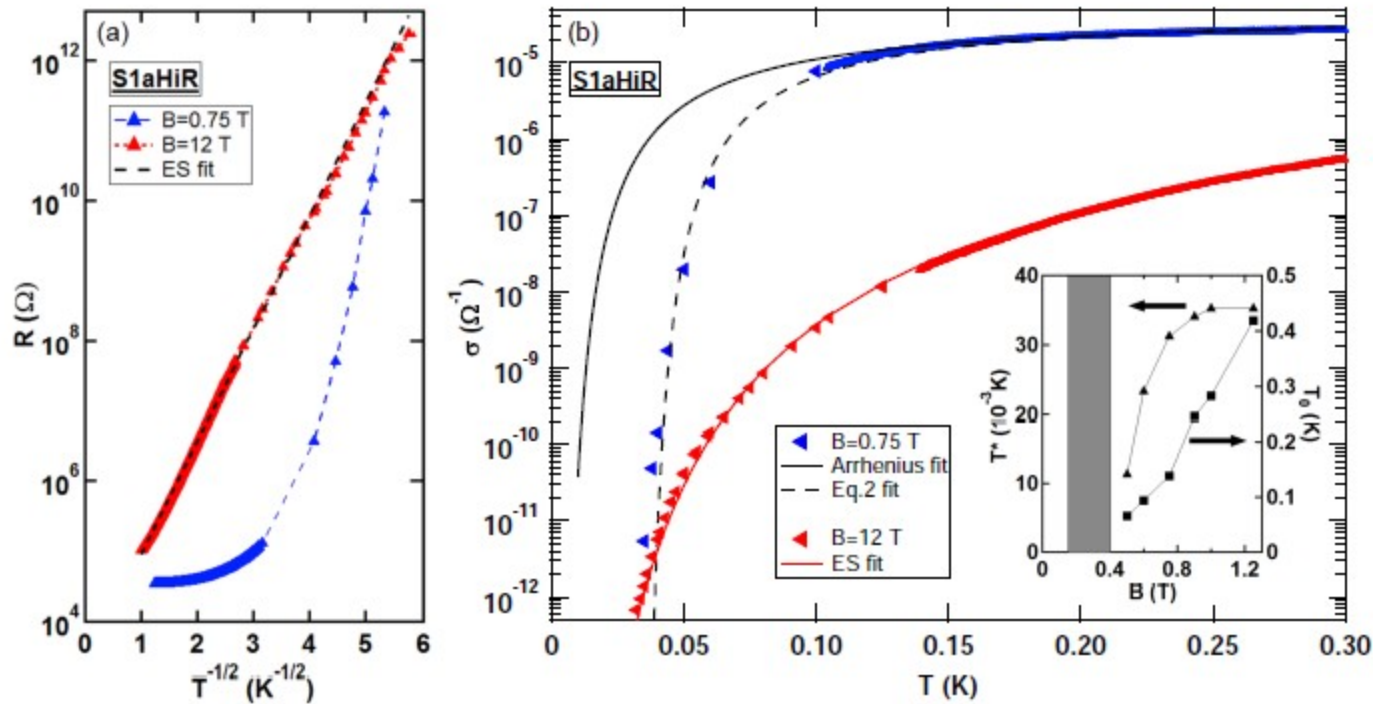 (a)
S1aHiR
B=0.75 T
B=12 T
ES fit
10^12
10^10
10^8
10^6
10^4
R (Ω)
0 1 2 3 4 5 6
T^-1/2 (K^-1/2)
(b)
S1aHiR
10^-5
10^-6
10^-7
10^-8
10^-9
10^-10
10^-11
10^-12
σ (Ω^-1)
0 0.05 0.10 0.15 0.20 0.25 0.30
T (K)
B=0.75 T
Arrhenius fit
Eq.2 fit
B=12 T
ES fit
40
30
20
10
0
T* (10^-3K)
0.5
0.4
0.3
0.2
0.1
0
T_0 (K)
0 0.4 0.8 1.2
B (T)